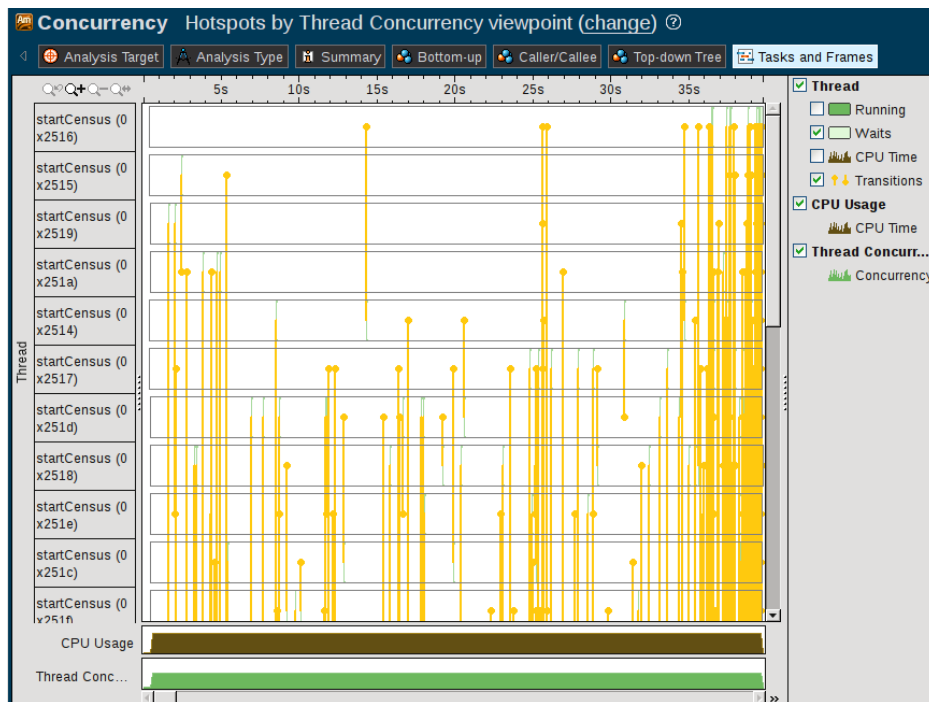 Am Concurrency Hotspots by Thread Concurrency viewpoint (change) ?
Analysis Target Analysis Type Summary Bottom-up Caller/Callee Top-down Tree Tasks and Frames
5s 10s 15s 20s 25s 30s 35s
Thread
startCensus (0
x2516)
startCensus (0
x2515)
startCensus (0
x2519)
startCensus (0
x251a)
startCensus (0
x2514)
startCensus (0
x2517)
startCensus (0
x251d)
startCensus (0
x2518)
startCensus (0
x251e)
startCensus (0
x251c)
startCensus (0
x251f)
CPU Usage
Thread Conc...
Thread
Running
Waits
CPU Time
Transitions
CPU Usage
CPU Time
Thread Concurr...
Concurrency